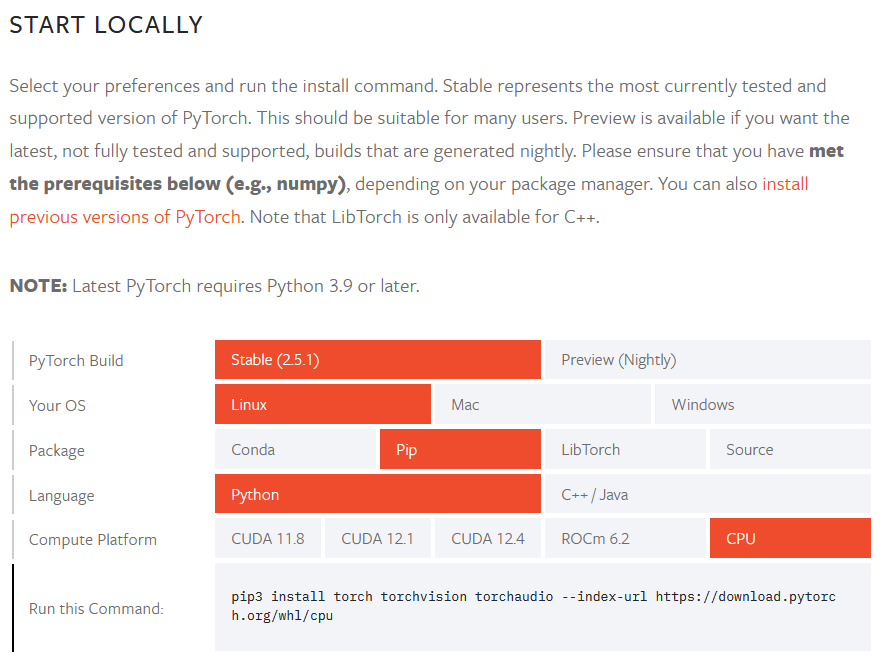 START LOCALLY
Select your preferences and run the install command. Stable represents the most currently tested and
supported version of PyTorch. This should be suitable for many users. Preview is available if you want the
latest, not fully tested and supported, builds that are generated nightly. Please ensure that you have met
the prerequisites below (e.g., numpy), depending on your package manager. You can also install
previous versions of PyTorch. Note that LibTorch is only available for C++.
NOTE: Latest PyTorch requires Python 3.9 or later.
PyTorch Build Stable (2.5.1) Preview (Nightly)
Your OS Linux Mac Windows
Package Conda Pip LibTorch Source
Language Python C++ / Java
Compute Platform CUDA 11.8 CUDA 12.1 CUDA 12.4 ROCm 6.2 CPU
Run this Command: pip3 install torch torchvision torchaudio --index-url https://download.pytorc
h.org/whl/cpu